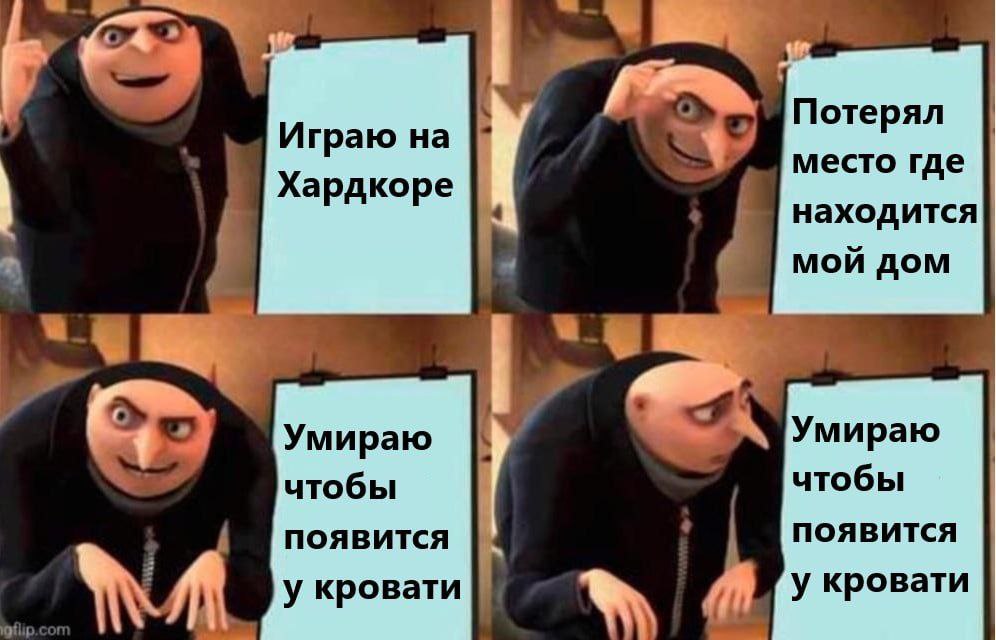 Играю на
Хардкоре
Потерял
место где
находится
мой дом
Умираю
чтобы
появится
у кровати
Умираю
чтобы
появится
у кровати
imgflip.com